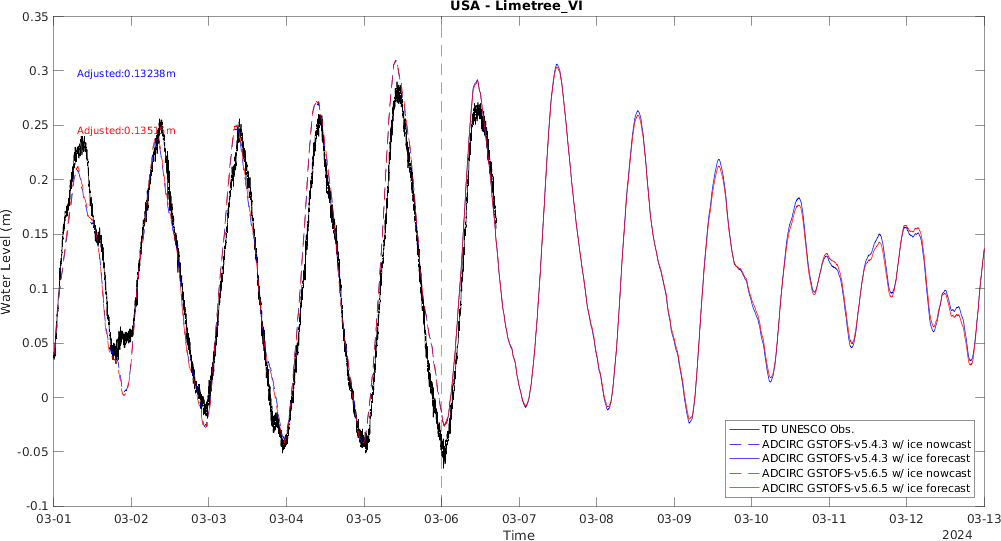 USA - Limetree_VI
0.35
0.3
0.25
0.2
0.15
0.1
0.05
0
-0.05
-0.1
Water Level (m)
Adjusted:0.13238m
TD UNESCO Obs.
ADCIRC GSTOFS-v5.4.3 w/ ice nowcast
ADCIRC GSTOFS-v5.4.3 w/ ice forecast
ADCIRC GSTOFS-v5.6.5 w/ ice nowcast
ADCIRC GSTOFS-v5.6.5 w/ ice forecast
03-01 03-02 03-03 03-04 03-05 03-06 03-07 03-08 03-09 03-10 03-11 03-12 03-13
Time
2024